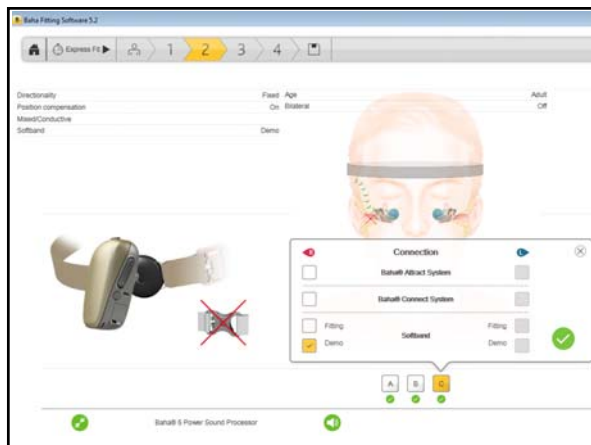 Baha Fitting Software 5.2
Express Fit 1 2 3 4
Directionality Fixed Age Adult
Position compensation On Bilateral Off
Mixed/Conductive
Softband Demo
R Connection L
Baha® Attract System
Baha® Connect System
Fitting Fitting
Softband
Demo Demo
A B C
Baha® 5 Power Sound Processor